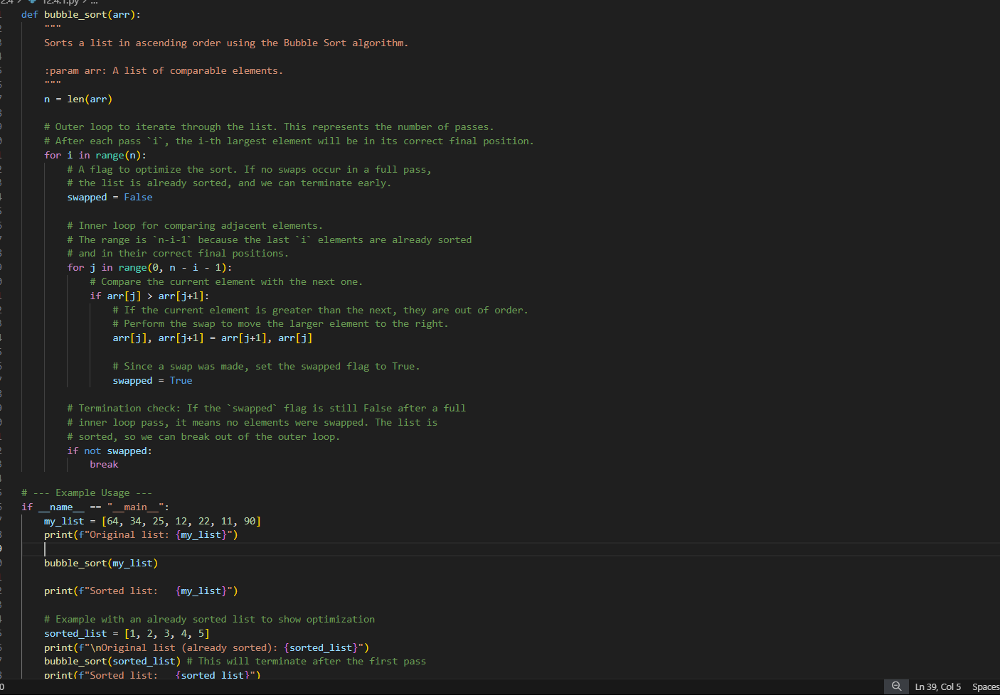 2.4 > 12.4.1.py > ...
def bubble_sort(arr):
    """
    Sorts a list in ascending order using the Bubble Sort algorithm.

    :param arr: A list of comparable elements.
    """
    n = len(arr)

    # Outer loop to iterate through the list. This represents the number of passes.
    # After each pass `i`, the i-th largest element will be in its correct final position.
    for i in range(n):
        # A flag to optimize the sort. If no swaps occur in a full pass,
        # the list is already sorted, and we can terminate early.
        swapped = False

        # Inner loop for comparing adjacent elements.
        # The range is `n-i-1` because the last `i` elements are already sorted
        # and in their correct final positions.
        for j in range(0, n - i - 1):
            # Compare the current element with the next one.
            if arr[j] > arr[j+1]:
                # If the current element is greater than the next, they are out of order.
                # Perform the swap to move the larger element to the right.
                arr[j], arr[j+1] = arr[j+1], arr[j]

                # Since a swap was made, set the swapped flag to True.
                swapped = True

        # Termination check: If the `swapped` flag is still False after a full
        # inner loop pass, it means no elements were swapped. The list is
        # sorted, so we can break out of the outer loop.
        if not swapped:
            break

# --- Example Usage ---
if __name__ == "__main__":
    my_list = [64, 34, 25, 12, 22, 11, 90]
    print(f"Original list: {my_list}")

    bubble_sort(my_list)

    print(f"Sorted list:   {my_list}")

    # Example with an already sorted list to show optimization
    sorted_list = [1, 2, 3, 4, 5]
    print(f"\nOriginal list (already sorted): {sorted_list}")
    bubble_sort(sorted_list) # This will terminate after the first pass
    print(f"Sorted list:   {sorted_list}")
0 Ln 39, Col 5 Spaces